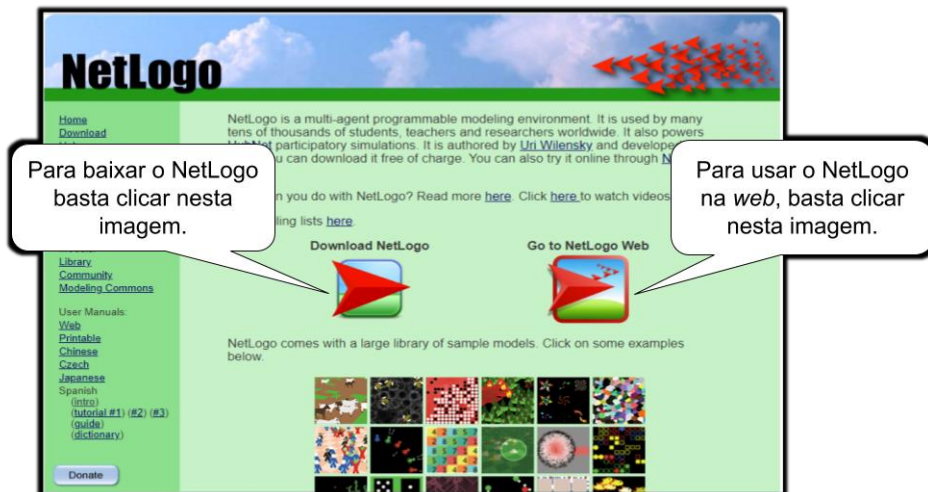 NetLogo
Home
Download
NetLogo is a multi-agent programmable modeling environment. It is used by many
tens of thousands of students, teachers and researchers worldwide. It also powers
HubNet participatory simulations. It is authored by Uri Wilensky and developed
u can download it free of charge. You can also try it online through N
n you do with NetLogo? Read more here. Click here to watch videos
ling lists here.
Para baixar o NetLogo
basta clicar nesta
imagem.
Para usar o NetLogo
na web, basta clicar
nesta imagem.
Download NetLogo
Go to NetLogo Web
Library
Community
Modeling Commons
User Manuals:
Web
Printable
Chinese
Czech
Japanese
Spanish
(intro)
(tutorial #1) (#2) (#3)
(guide)
(dictionary)
Donate
NetLogo comes with a large library of sample models. Click on some examples
below.